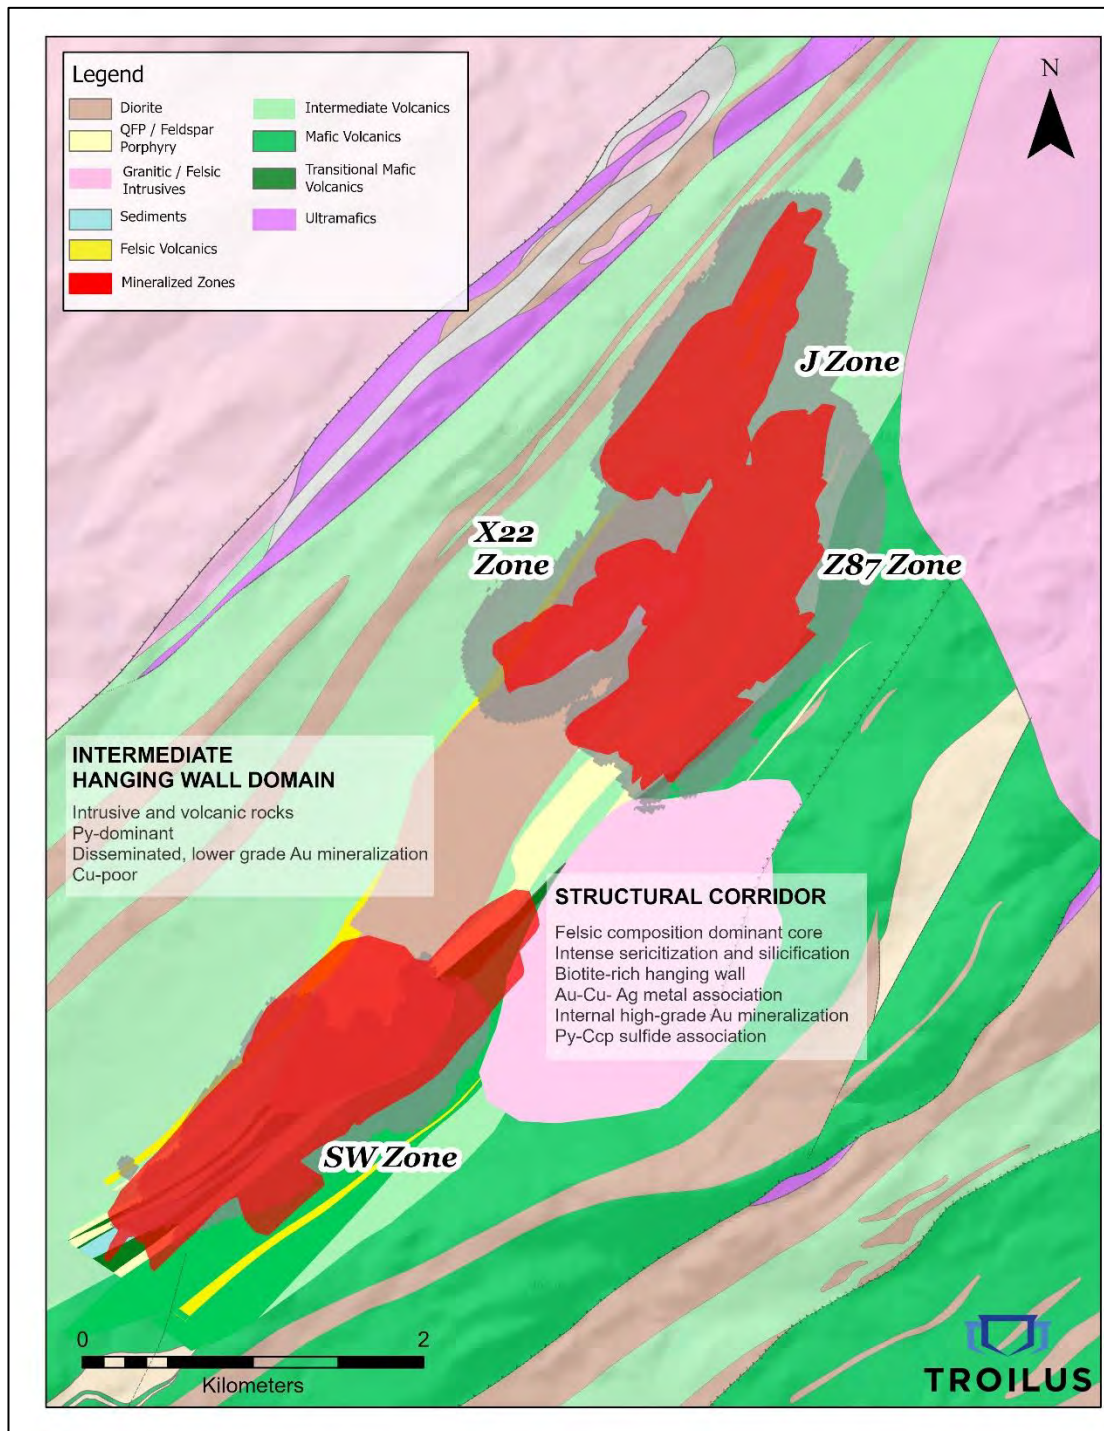 Legend
Diorite
QFP / Feldspar
Porphyry
Granitic / Felsic
Intrusives
Sediments
Felsic Volcanics
Mineralized Zones
Intermediate Volcanics
Mafic Volcanics
Transitional Mafic
Volcanics
Ultramafics
N
J Zone
X22
Zone
Z87 Zone
INTERMEDIATE
HANGING WALL DOMAIN
Intrusive and volcanic rocks
Py-dominant
Disseminated, lower grade Au mineralization
Cu-poor
STRUCTURAL CORRIDOR
Felsic composition dominant core
Intense sericitization and silicification
Biotite-rich hanging wall
Au-Cu- Ag metal association
Internal high-grade Au mineralization
Py-Ccp sulfide association
SW Zone
0 2
Kilometers
TROILUS